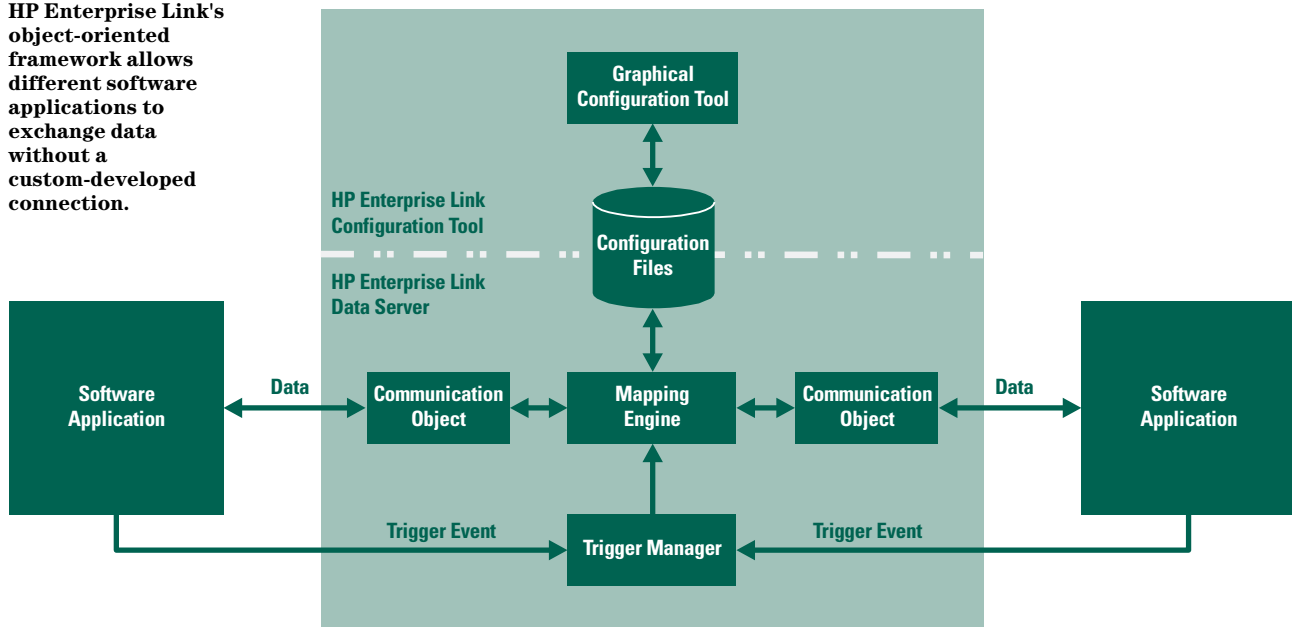 HP Enterprise Link's
object-oriented
framework allows
different software
applications to
exchange data
without a
custom-developed
connection.
Graphical
Configuration Tool
HP Enterprise Link
Configuration Tool
Configuration
Files
HP Enterprise Link
Data Server
Software
Application
Data
Communication
Object
Mapping
Engine
Communication
Object
Data
Software
Application
Trigger Event
Trigger Manager
Trigger Event